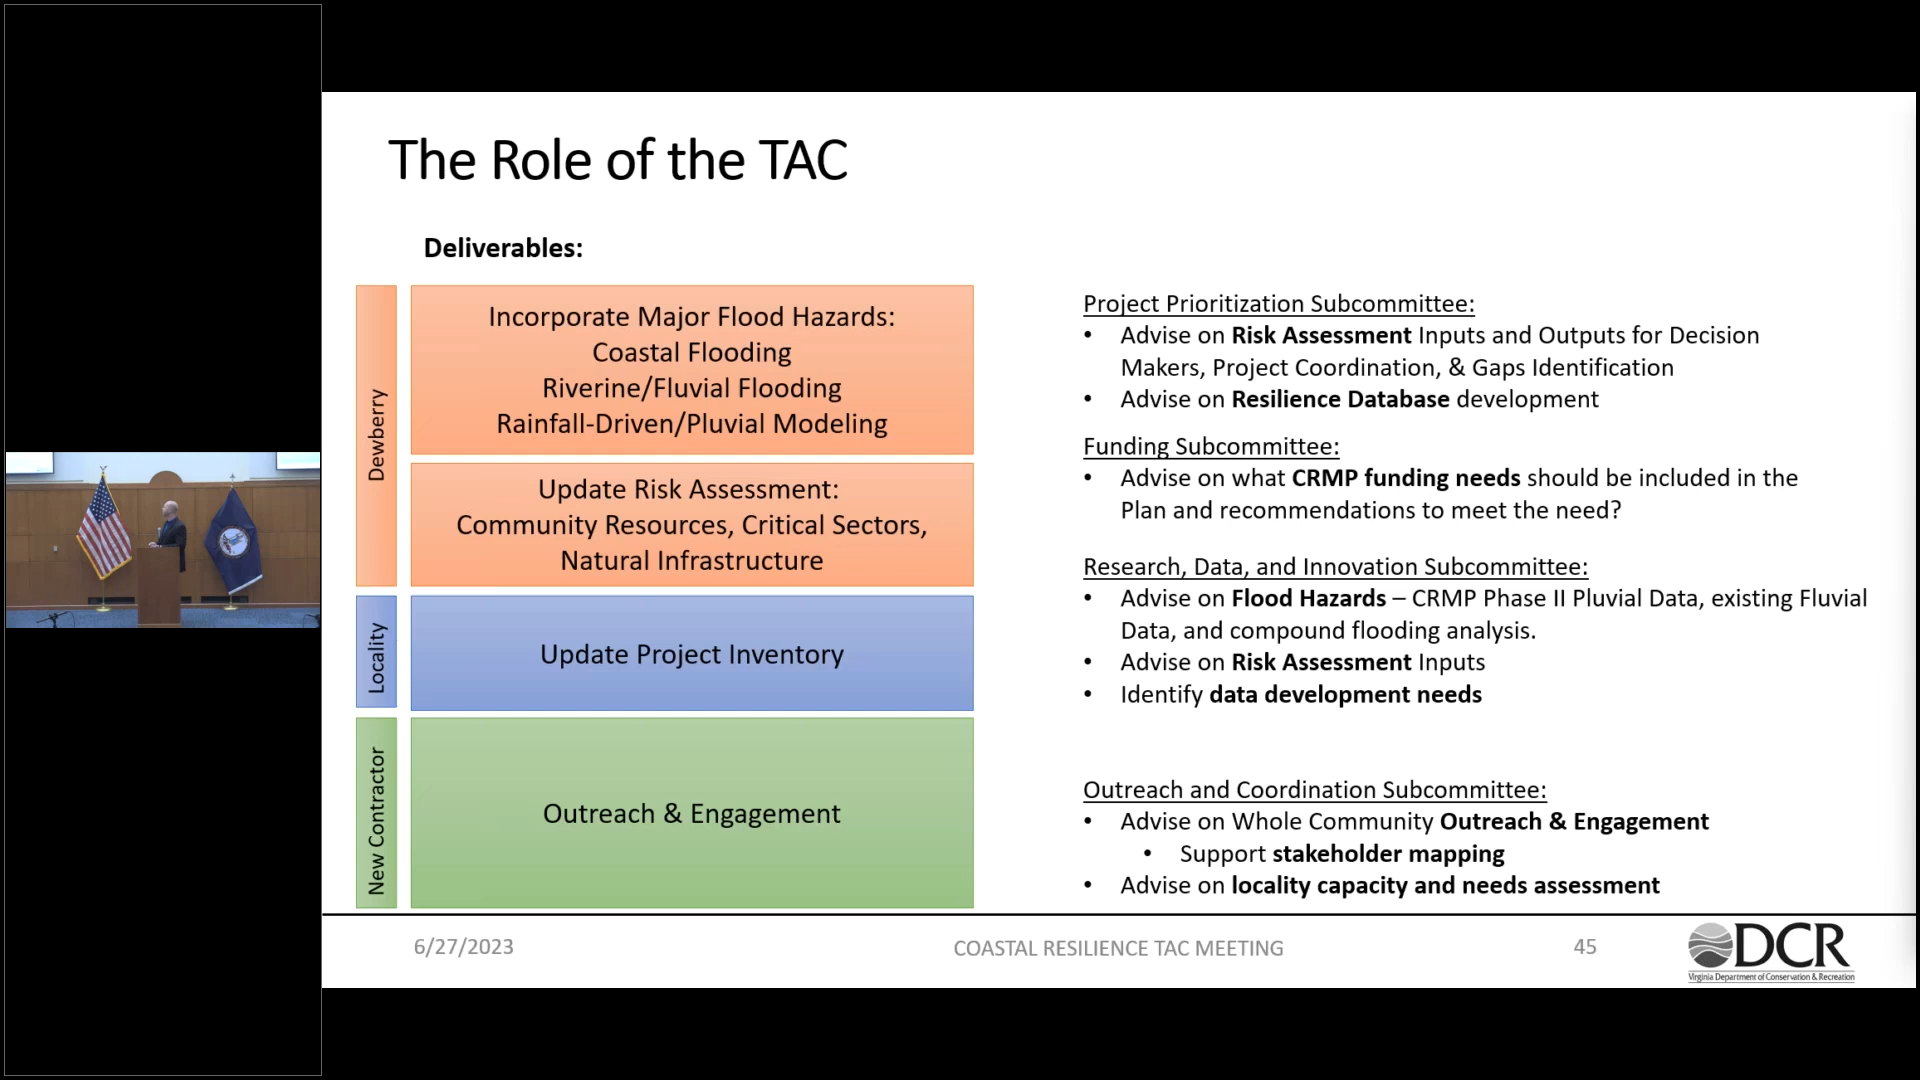 The Role of the TAC
Deliverables:
Dewberry
Incorporate Major Flood Hazards:
Coastal Flooding
Riverine/Fluvial Flooding
Rainfall-Driven/Pluvial Modeling
Update Risk Assessment:
Community Resources, Critical Sectors,
Natural Infrastructure
Locality
Update Project Inventory
New Contractor
Outreach & Engagement
Project Prioritization Subcommittee:
• Advise on Risk Assessment Inputs and Outputs for Decision
Makers, Project Coordination, & Gaps Identification
• Advise on Resilience Database development
Funding Subcommittee:
• Advise on what CRMP funding needs should be included in the
Plan and recommendations to meet the need?
Research, Data, and Innovation Subcommittee:
• Advise on Flood Hazards – CRMP Phase II Pluvial Data, existing Fluvial
Data, and compound flooding analysis.
• Advise on Risk Assessment Inputs
• Identify data development needs
Outreach and Coordination Subcommittee:
• Advise on Whole Community Outreach & Engagement
• Support stakeholder mapping
• Advise on locality capacity and needs assessment
6/27/2023
COASTAL RESILIENCE TAC MEETING
45
DCR
Virginia Department of Conservation & Recreation